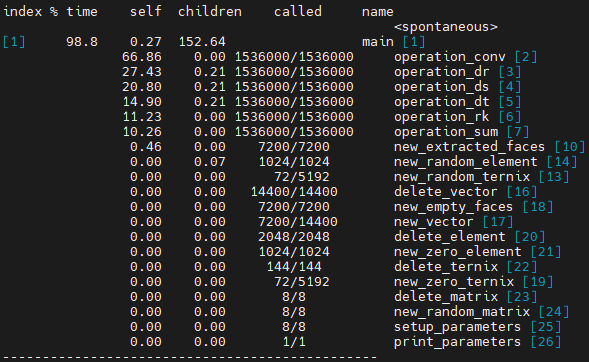 index % time    self  children    called     name
                                                 <spontaneous>
[1]     98.8    0.27  152.64                 main [1]
               66.86    0.00 1536000/1536000     operation_conv [2]
               27.43    0.21 1536000/1536000     operation_dr [3]
               20.80    0.21 1536000/1536000     operation_ds [4]
               14.90    0.21 1536000/1536000     operation_dt [5]
               11.23    0.00 1536000/1536000     operation_rk [6]
               10.26    0.00 1536000/1536000     operation_sum [7]
                0.46    0.00    7200/7200        new_extracted_faces [10]
                0.00    0.07    1024/1024        new_random_element [14]
                0.00    0.00      72/5192        new_random_ternix [13]
                0.00    0.00   14400/14400       delete_vector [16]
                0.00    0.00    7200/7200        new_empty_faces [18]
                0.00    0.00    7200/14400       new_vector [17]
                0.00    0.00    2048/2048        delete_element [20]
                0.00    0.00    1024/1024        new_zero_element [21]
                0.00    0.00     144/144         delete_ternix [22]
                0.00    0.00      72/5192        new_zero_ternix [19]
                0.00    0.00       8/8           delete_matrix [23]
                0.00    0.00       8/8           new_random_matrix [24]
                0.00    0.00       8/8           setup_parameters [25]
                0.00    0.00       1/1           print_parameters [26]
-----------------------------------------------